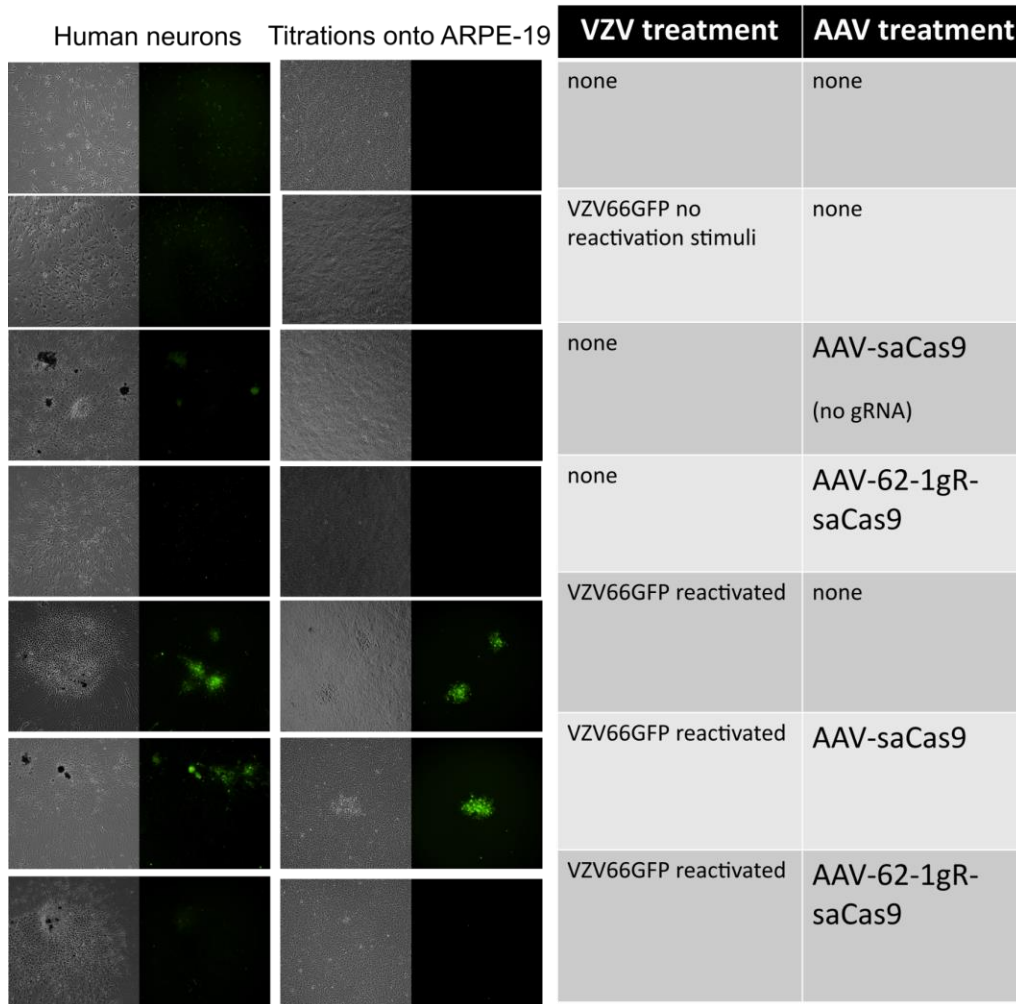 Human neurons
Titrations onto ARPE-19
VZV treatment
AAV treatment
none
none
VZV66GFP no
reactivation stimuli
none
none
AAV-saCas9
(no gRNA)
none
AAV-62-1gR-
saCas9
VZV66GFP reactivated
none
VZV66GFP reactivated
AAV-saCas9
VZV66GFP reactivated
AAV-62-1gR-
saCas9